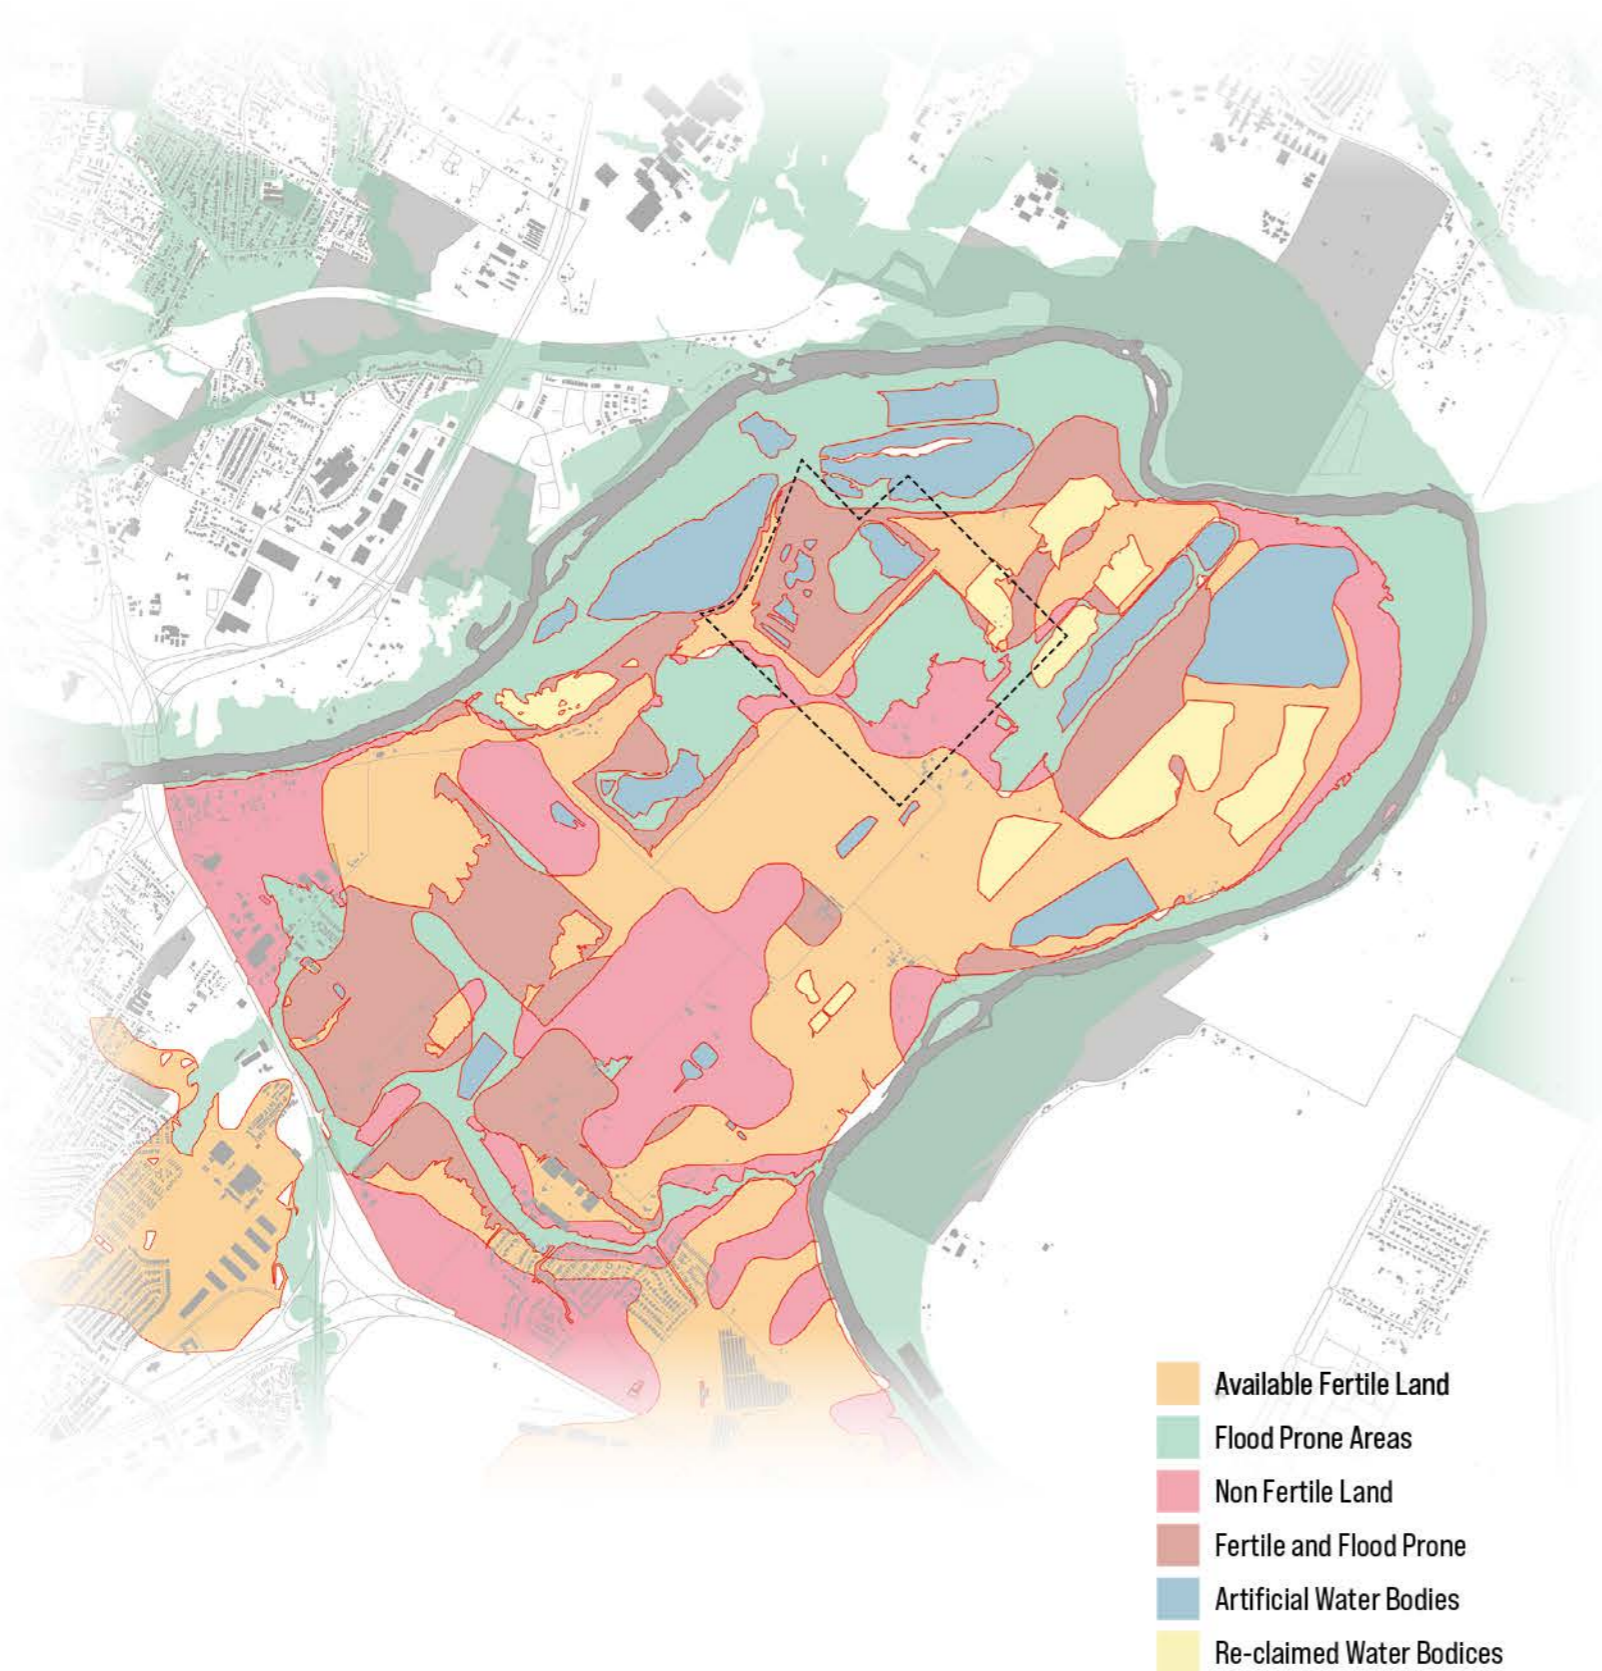 Available Fertile Land
Flood Prone Areas
Non Fertile Land
Fertile and Flood Prone
Artificial Water Bodies
Re-claimed Water Bodices